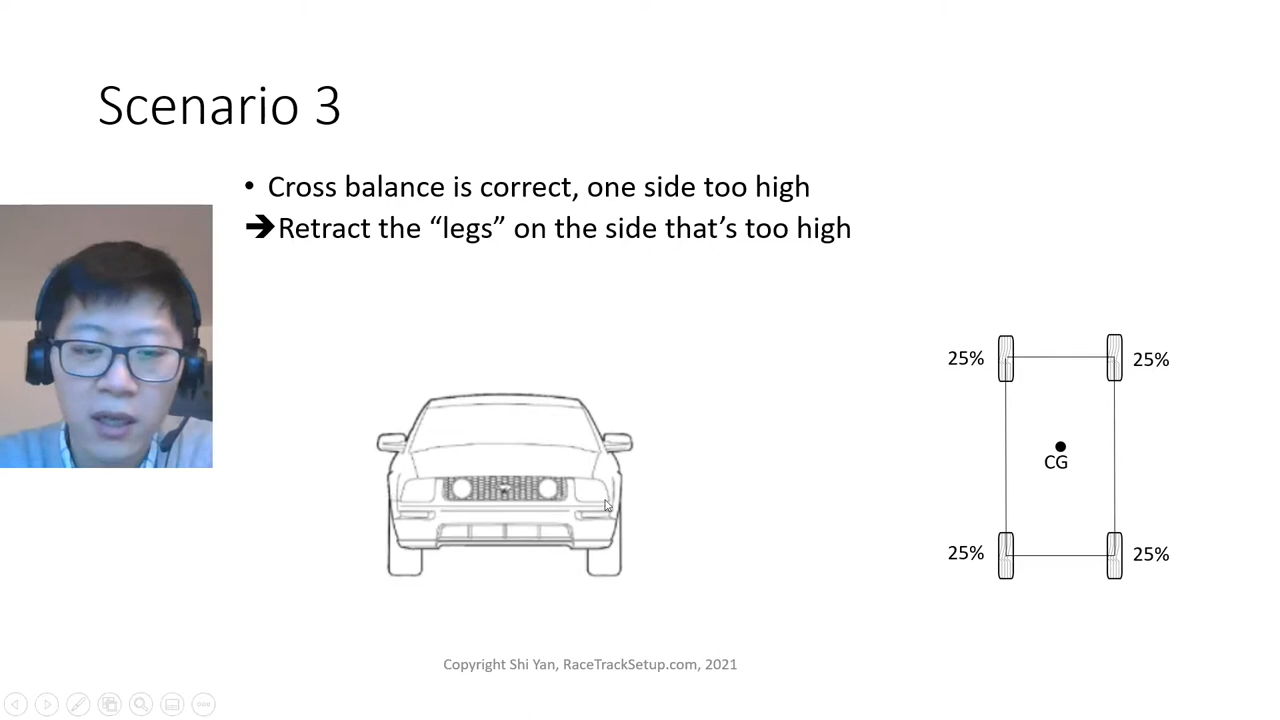 Scenario 3
• Cross balance is correct, one side too high
➔Retract the “legs” on the side that’s too high
25%
25%
CG
25%
25%
Copyright Shi Yan, RaceTrackSetup.com, 2021